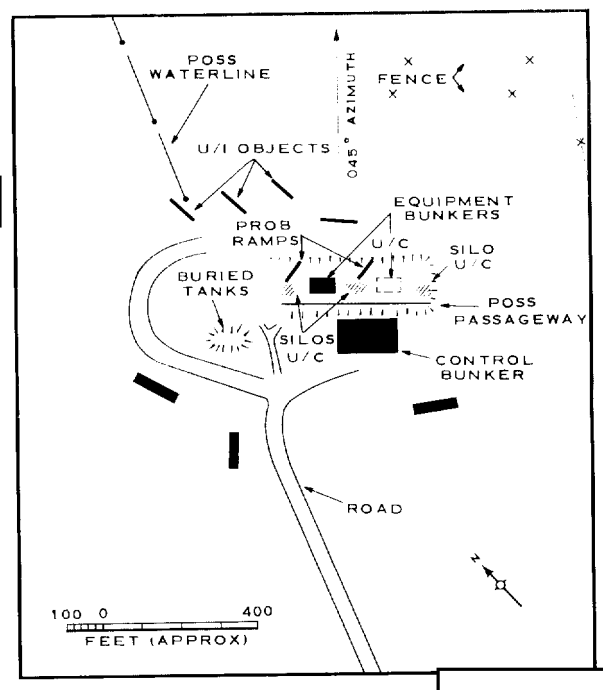 POSS
WATERLINE
FENCE
045° AZIMUTH
U/I OBJECTS
EQUIPMENT
BUNKERS
PROB
RAMPS
U/C
SILO
U/C
BURIED
TANKS
POSS
PASSAGEWAY
SILOS
U/C
CONTROL
BUNKER
ROAD
N
100 0 400
FEET (APPROX)